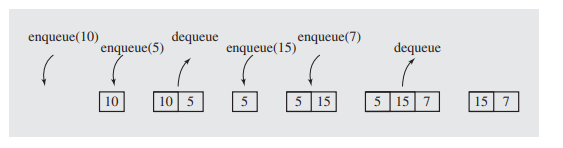 enqueue(10)
enqueue(5)
dequeue
enqueue(15)
enqueue(7)
dequeue
10
10 5
5
5 15
5 15 7
15 7